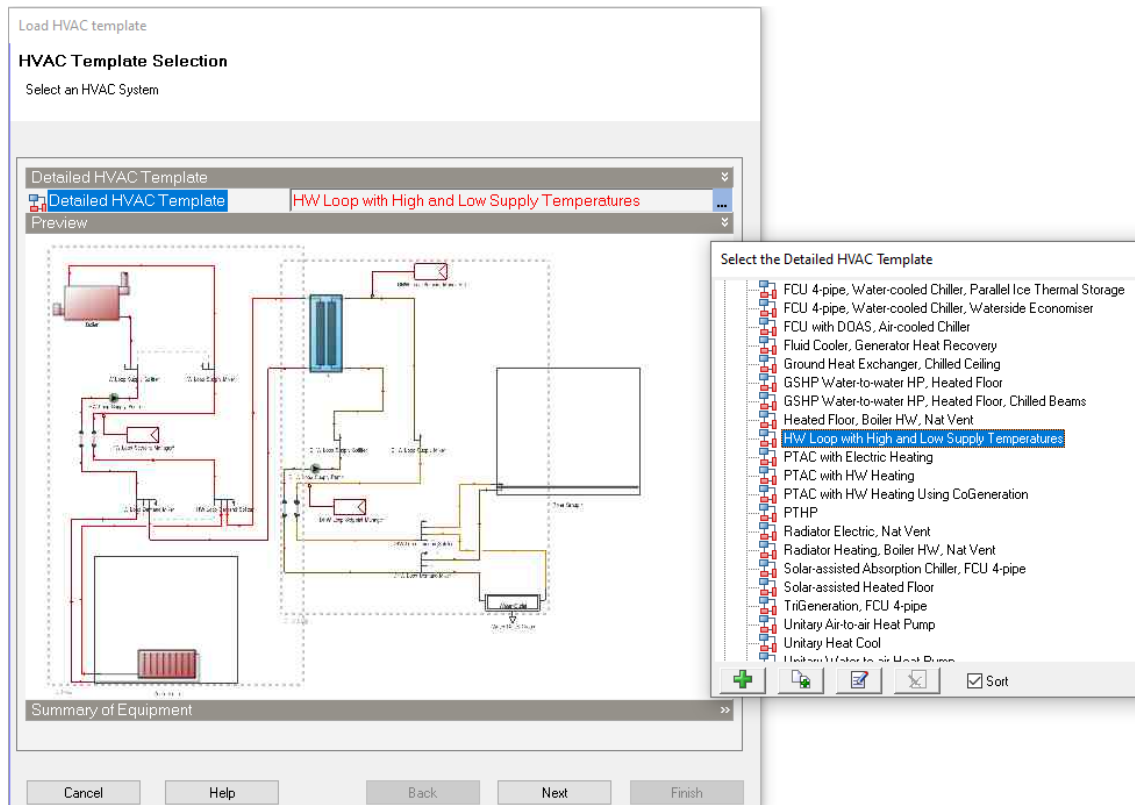 Load HVAC template
HVAC Template Selection
Select an HVAC System
Detailed HVAC Template
Detailed HVAC Template
HW Loop with High and Low Supply Temperatures
...
Preview
Boiler
Water Outlet
Summary of Equipment
Cancel
Help
Back
Next
Finish
Select the Detailed HVAC Template
FCU 4-pipe, Water-cooled Chiller, Parallel Ice Thermal Storage
FCU 4-pipe, Water-cooled Chiller, Waterside Economiser
FCU with DOAS, Air-cooled Chiller
Fluid Cooler, Generator Heat Recovery
Ground Heat Exchanger, Chilled Ceiling
GSHP Water-to-water HP, Heated Floor
GSHP Water-to-water HP, Heated Floor, Chilled Beams
Heated Floor, Boiler HW, Nat Vent
HW Loop with High and Low Supply Temperatures
PTAC with Electric Heating
PTAC with HW Heating
PTAC with HW Heating Using CoGeneration
PTHP
Radiator Electric, Nat Vent
Radiator Heating, Boiler HW, Nat Vent
Solar-assisted Absorption Chiller, FCU 4-pipe
Solar-assisted Heated Floor
TriGeneration, FCU 4-pipe
Unitary Air-to-air Heat Pump
Unitary Heat Cool
Unitary Water-to-air Heat Pump
Sort